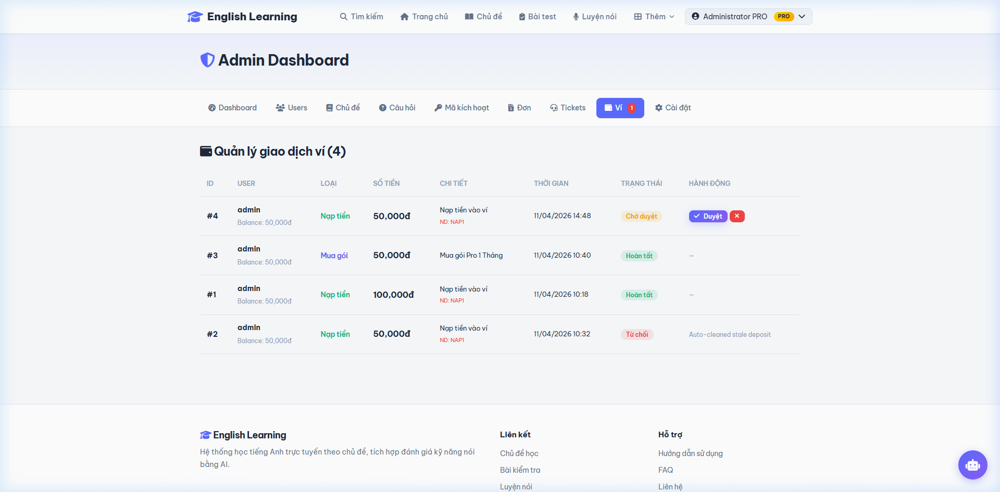 English Learning
Tìm kiếm
Trang chủ
Chủ đề
Bài test
Luyện nói
Thêm
Administrator PRO PRO
Admin Dashboard
Dashboard
Users
Chủ đề
Câu hỏi
Mã kích hoạt
Đơn
Tickets
Ví 1
Cài đặt
Quản lý giao dịch ví (4)
ID USER LOẠI SỐ TIỀN CHI TIẾT THỜI GIAN TRẠNG THÁI HÀNH ĐỘNG
#4 admin Nạp tiền 50,000đ Nạp tiền vào ví 11/04/2026 14:48 Chờ duyệt Duyệt
Balance: 50,000đ ND: NAP1
#3 admin Mua gói 50,000đ Mua gói Pro 1 Tháng 11/04/2026 10:40 Hoàn tất —
Balance: 50,000đ
#1 admin Nạp tiền 100,000đ Nạp tiền vào ví 11/04/2026 10:18 Hoàn tất —
Balance: 50,000đ ND: NAP1
#2 admin Nạp tiền 50,000đ Nạp tiền vào ví 11/04/2026 10:32 Từ chối Auto-cleaned stale deposit
Balance: 50,000đ ND: NAP1
English Learning
Hệ thống học tiếng Anh trực tuyến theo chủ đề, tích hợp đánh giá kỹ năng nói
bằng AI.
Liên kết
Chủ đề học
Bài kiểm tra
Luyện nói
Hỗ trợ
Hướng dẫn sử dụng
FAQ
Liên hệ